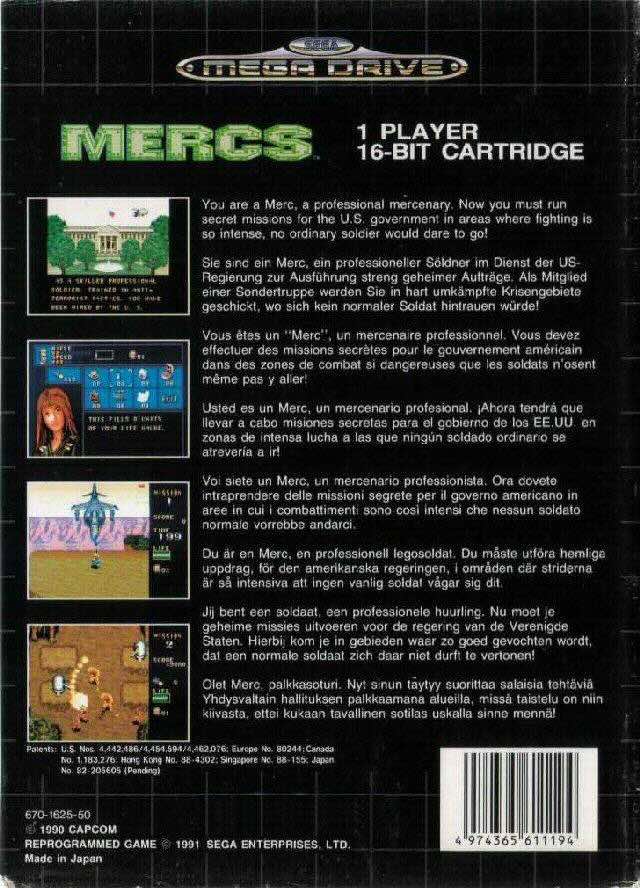 SEGA
MEGA DRIVE
MERCS
1 PLAYER
16-BIT CARTRIDGE
You are a Merc, a professional mercenary. Now you must run
secret missions for the U.S. government in areas where fighting is
so intense, no ordinary soldier would dare to go!
AS A SKILLED PROFESSIONAL
SOLDIER, TRAINED IN ANTI-
TERRORIST TACTICS, YOU HAVE
BEEN HIRED BY THE U. S.
Sie sind ein Merc, ein professioneller Söldner im Dienst der US-
Regierung zur Ausführung streng geheimer Aufträge. Als Mitglied
einer Sondertruppe werden Sie in hart umkämpfte Krisengebiete
geschickt, wo sich kein normaler Soldat hintrauen würde!
Vous êtes un "Merc", un mercenaire professionnel. Vous devez
effectuer des missions secrètes pour le gouvernement américain
dans des zones de combat si dangereuses que les soldats n'osent
même pas y aller!
EXIT
THIS FILLS 8 UNITS
OF YOUR LIFE GAUGE.
Usted es un Merc, un mercenario profesional. ¡Ahora tendrá que
llevar a cabo misiones secretas para el gobierno de los EE.UU. en
zonas de intensa lucha a las que ningún soldado ordinario se
atrevería a ir!
Voi siete un Merc, un mercenario professionista. Ora dovete
intraprendere delle missioni segrete per il governo americano in
aree in cui i combattimenti sono così intensi che nessun soldato
normale vorrebbe andarci.
MISSION
1
SCORE
0
TIME
199
LIFE
Du är en Merc, en professionell legosoldat. Du måste utföra hemliga
uppdrag, för den amerikanska regeringen, i områden där striderna
är så intensiva att ingen vanlig soldat vågar sig dit.
Jij bent een soldaat, een professionele huurling. Nu moet je
geheime missies uitvoeren voor de regering van de Verenigde
Staten. Hierbij kom je in gebieden waar zo goed gevochten wordt,
dat een normale soldaat zich daar niet durft te vertonen!
MISSION
2
SCORE
LIFE
Olet Merc, palkkasoturi. Nyt sinun täytyy suorittaa salaisia tehtäviä
Yhdysvaltain hallituksen palkkaamana alueilla, missä taistelu on niin
kiivasta, ettei kukaan tavallinen sotilas uskalla sinne mennä!
Patents: U.S. Nos. 4,442,486/4,454,594/4,462,076; Europe No. 80244; Canada
No. 1,183,276; Hong Kong No. 88-4302; Singapore No. 88-155; Japan
No. 82-205605 (Pending)
670-1625-50
© 1990 CAPCOM
REPROGRAMMED GAME © 1991 SEGA ENTERPRISES, LTD.
Made in Japan
4 974365 611194